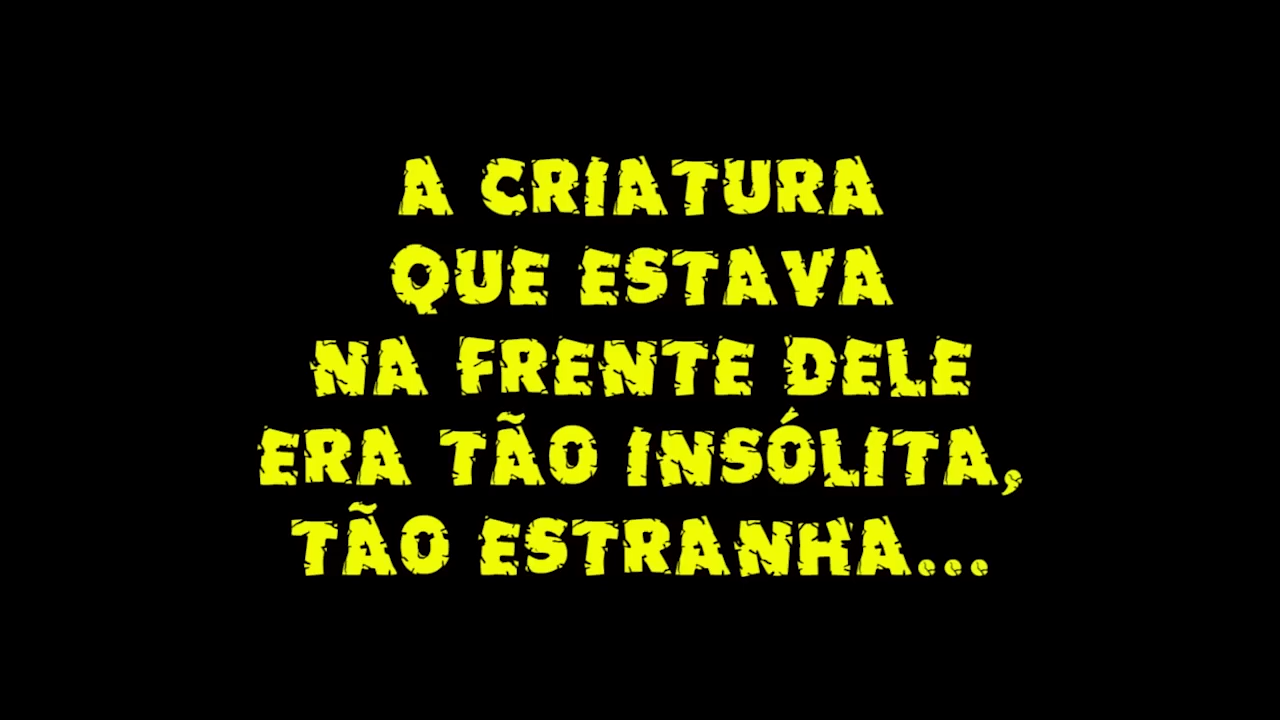 A CRIATURA
QUE ESTAVA
NA FRENTE DELE
ERA TÃO INSÓLITA,
TÃO ESTRANHA...